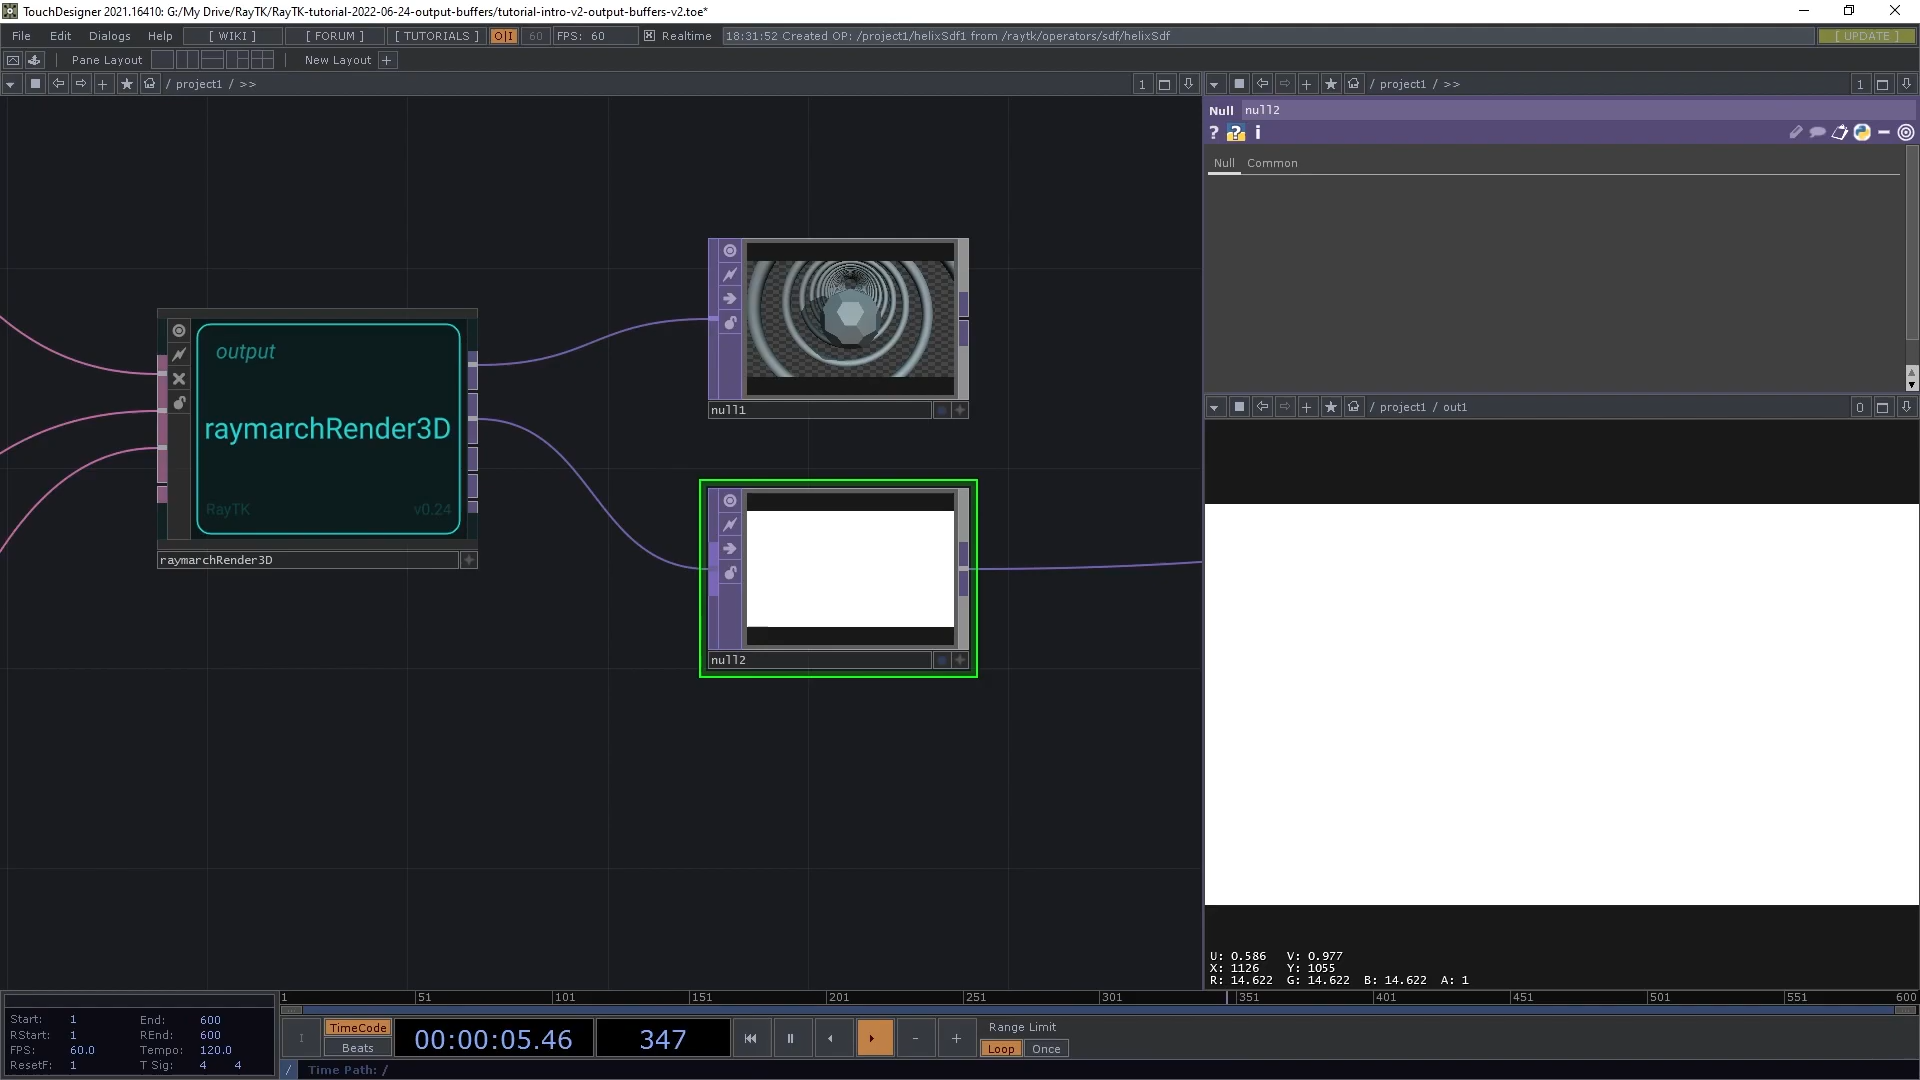 TouchDesigner 2021.16410: G:/My Drive/RayTK/RayTK-tutorial-2022-06-24-output-buffers/tutorial-intro-v2-output-buffers-v2.toe*
File Edit Dialogs Help [ WIKI ] [ FORUM ] [ TUTORIALS ] O|I 60 FPS: 60 Realtime 18:31:52 Created OP: /project1/helixSdf1 from /raytk/operators/sdf/helixSdf [ UPDATE ]
Pane Layout New Layout +
/ project1 / >> 1
/ project1 / >> 1
Null null2
? ? i
Null Common
output
raymarchRender3D
RayTK v0.24
raymarchRender3D
null1
null2
/ project1 / out1 0
U: 0.586 V: 0.977
X: 1126 Y: 1055
R: 14.622 G: 14.622 B: 14.622 A: 1
1 51 101 151 201 251 301 351 401 451 501 551 600
Start: 1 End: 600
RStart: 1 REnd: 600
FPS: 60.0 Tempo: 120.0
ResetF: 1 T Sig: 4 4
I TimeCode Beats 00:00:05.46 347 - +
Range Limit
Loop Once
/ Time Path: /